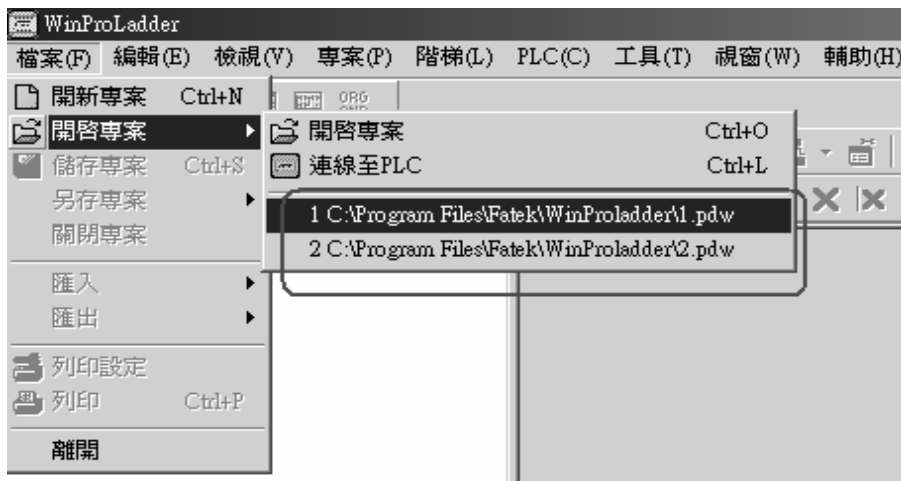 WinProLadder
檔案(F) 編輯(E) 檢視(V) 專案(P) 階梯(L) PLC(C) 工具(T) 視窗(W) 輔助(H)
開新專案 Ctrl+N
ORG
開啓專案
開啓專案 Ctrl+O
儲存專案 Ctrl+S
連線至PLC Ctrl+L
另存專案
1 C:\Program Files\Fatek\WinProladder\1.pdw
關閉專案
2 C:\Program Files\Fatek\WinProladder\2.pdw
匯入
匯出
列印設定
列印 Ctrl+P
離開